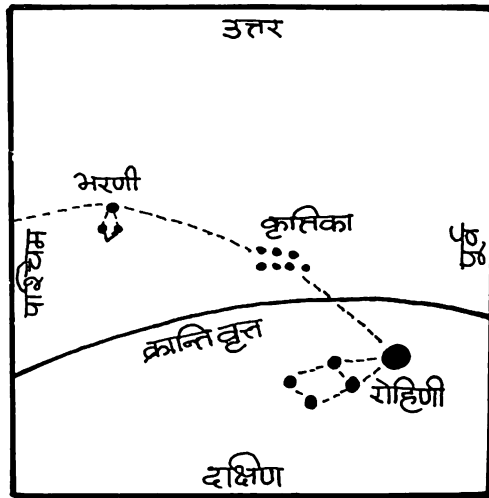 उत्तर
भरणी
कृत्तिका
पश्चिम
पूर्व
क्रान्ति वृत्त
रोहिणी
दक्षिण